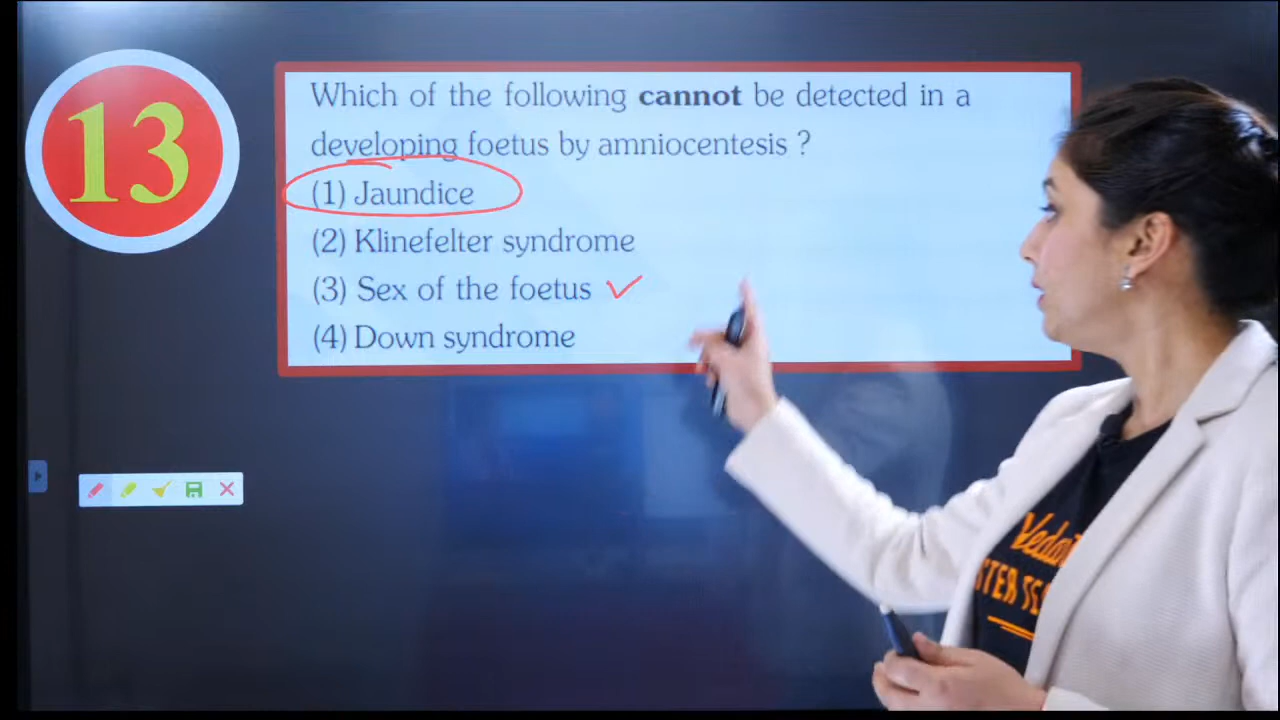 13
Which of the following cannot be detected in a
developing foetus by amniocentesis ?
(1) Jaundice
(2) Klinefelter syndrome
(3) Sex of the foetus
(4) Down syndrome